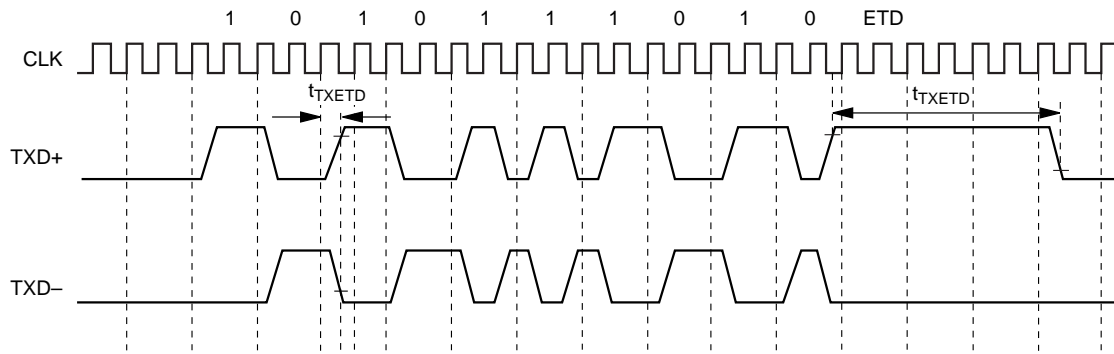 1 0 1 0 1 1 1 0 1 0 ETD
CLK
tTXETD tTXETD
TXD+
TXD–